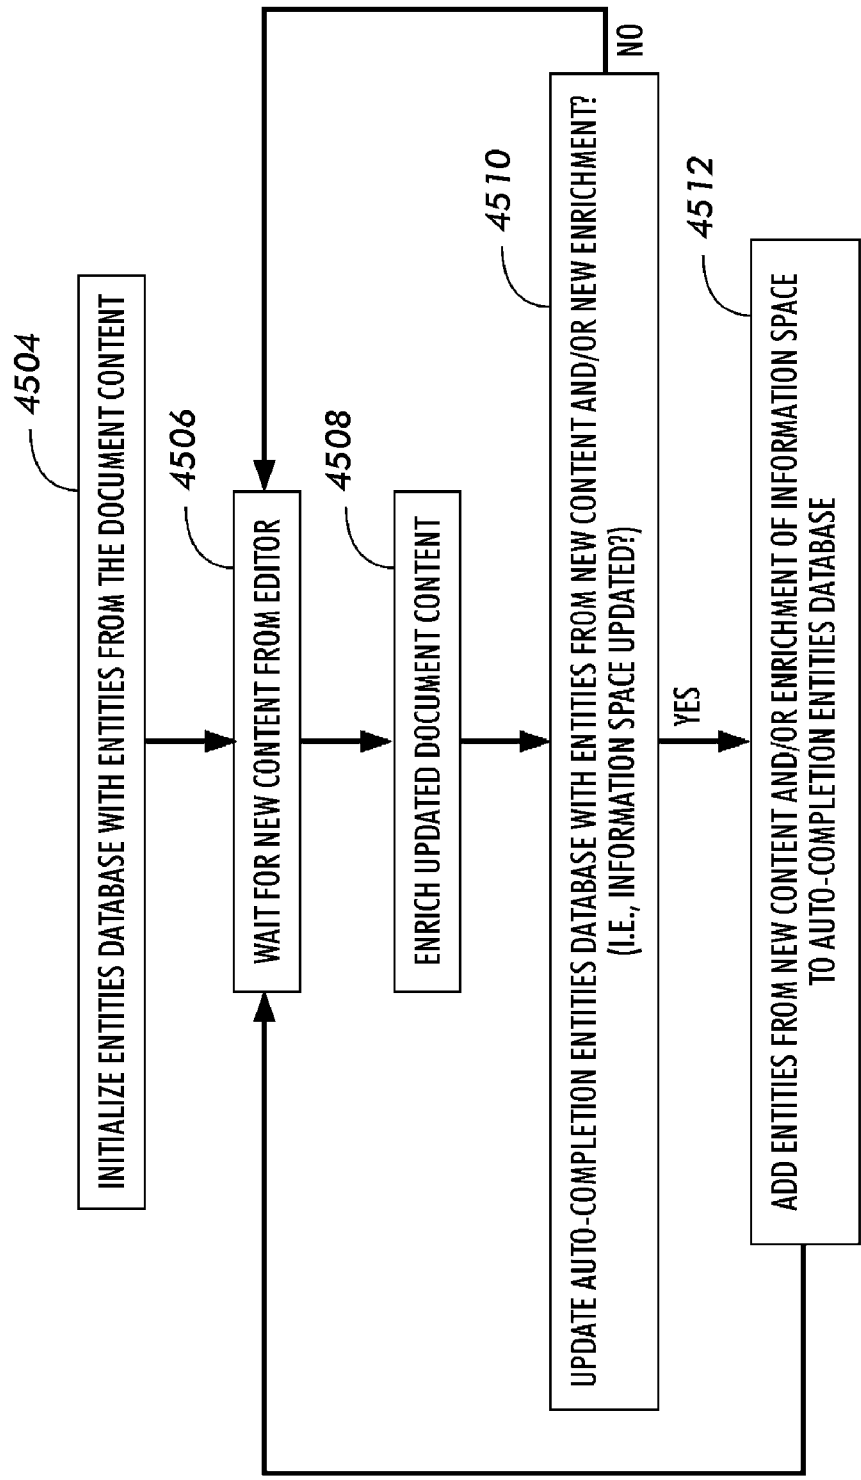 4504
INITIALIZE ENTITIES DATABASE WITH ENTITIES FROM THE DOCUMENT CONTENT
4506
WAIT FOR NEW CONTENT FROM EDITOR
4508
ENRICH UPDATED DOCUMENT CONTENT
4510
UPDATE AUTO-COMPLETION ENTITIES DATABASE WITH ENTITIES FROM NEW CONTENT AND/OR NEW ENRICHMENT?
(I.E., INFORMATION SPACE UPDATED?)
NO
YES
4512
ADD ENTITIES FROM NEW CONTENT AND/OR ENRICHMENT OF INFORMATION SPACE
TO AUTO-COMPLETION ENTITIES DATABASE